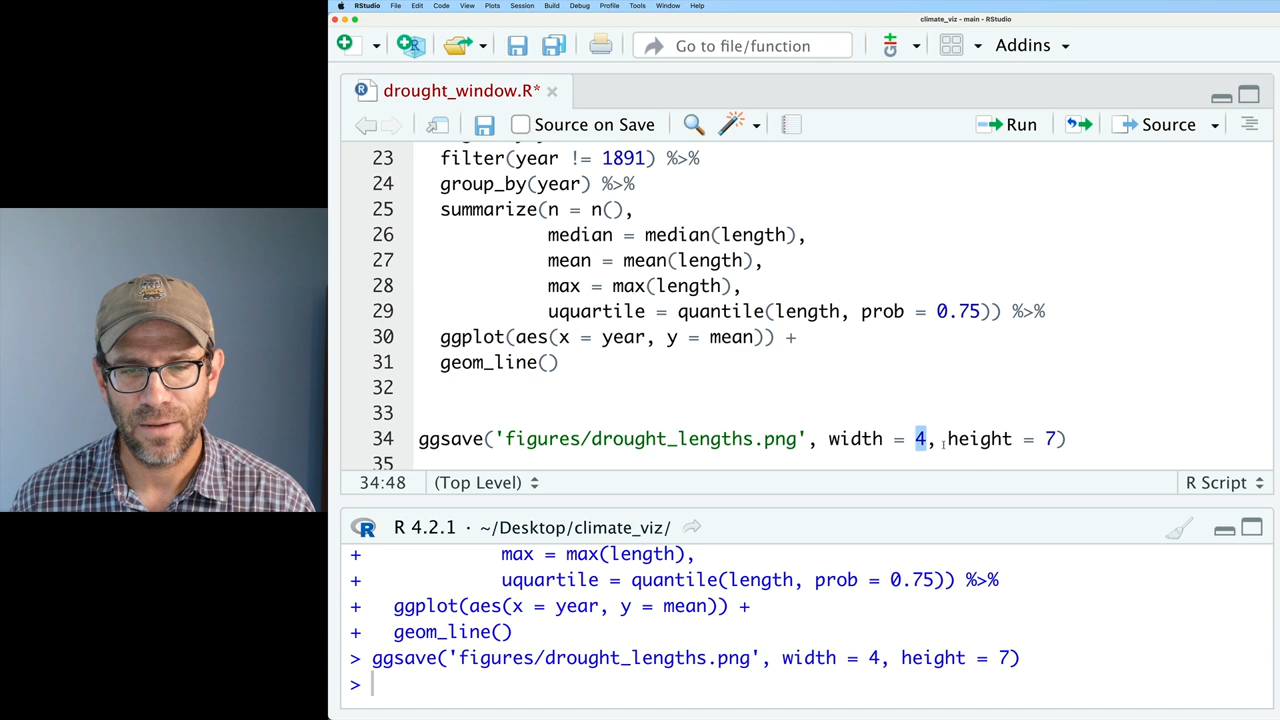 RStudio File Edit Code View Plots Session Build Debug Profile Tools Window Help
climate_viz - main - RStudio
Go to file/function Addins
drought_window.R*
Source on Save Run Source
23 filter(year != 1891) %>%
24 group_by(year) %>%
25 summarize(n = n(),
26 median = median(length),
27 mean = mean(length),
28 max = max(length),
29 uquartile = quantile(length, prob = 0.75)) %>%
30 ggplot(aes(x = year, y = mean)) +
31 geom_line()
32
33
34 ggsave('figures/drought_lengths.png', width = 4, height = 7)
35
34:48 (Top Level) R Script
R 4.2.1 · ~/Desktop/climate_viz/
+ max = max(length),
+ uquartile = quantile(length, prob = 0.75)) %>%
+ ggplot(aes(x = year, y = mean)) +
+ geom_line()
> ggsave('figures/drought_lengths.png', width = 4, height = 7)
>